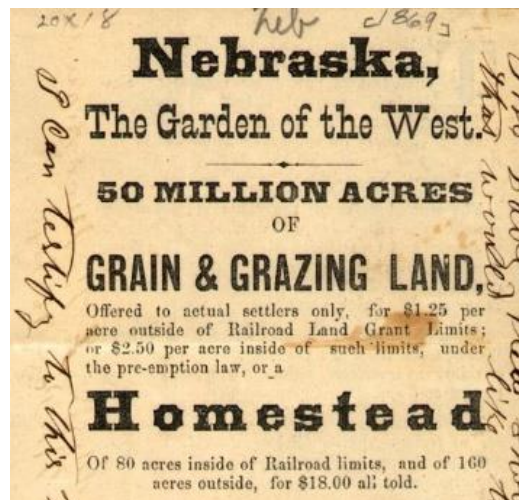 20x18
Neb
[1869]
Nebraska,
The Garden of the West.
50 MILLION ACRES
OF
GRAIN & GRAZING LAND,
Offered to actual settlers only, for $1.25 per
acre outside of Railroad Land Grant Limits;
or $2.50 per acre inside of such limits, under
the pre-emption law, or a
Homestead
Of 80 acres inside of Railroad limits, and of 160
acres outside, for $18.00 all told.
I can testify to this
would like